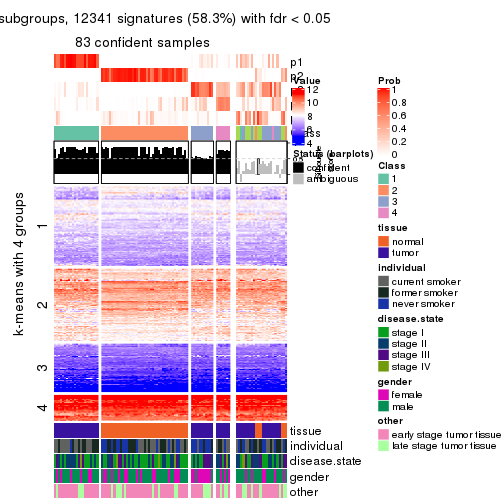 subgroups, 12341 signatures (58.3%) with fdr < 0.05
83 confident samples
p1
p2
Value
12
10
8
6
4
Prob
1
0.8
0.6
0.4
0.2
0
Status (barplots)
confident
ambiguous
Class
1
2
3
4
tissue
normal
tumor
individual
current smoker
former smoker
never smoker
disease.state
stage I
stage II
stage III
stage IV
gender
female
male
other
early stage tumor tissue
late stage tumor tissue
k-means with 4 groups
1
2
3
4
tissue
individual
disease.state
gender
other